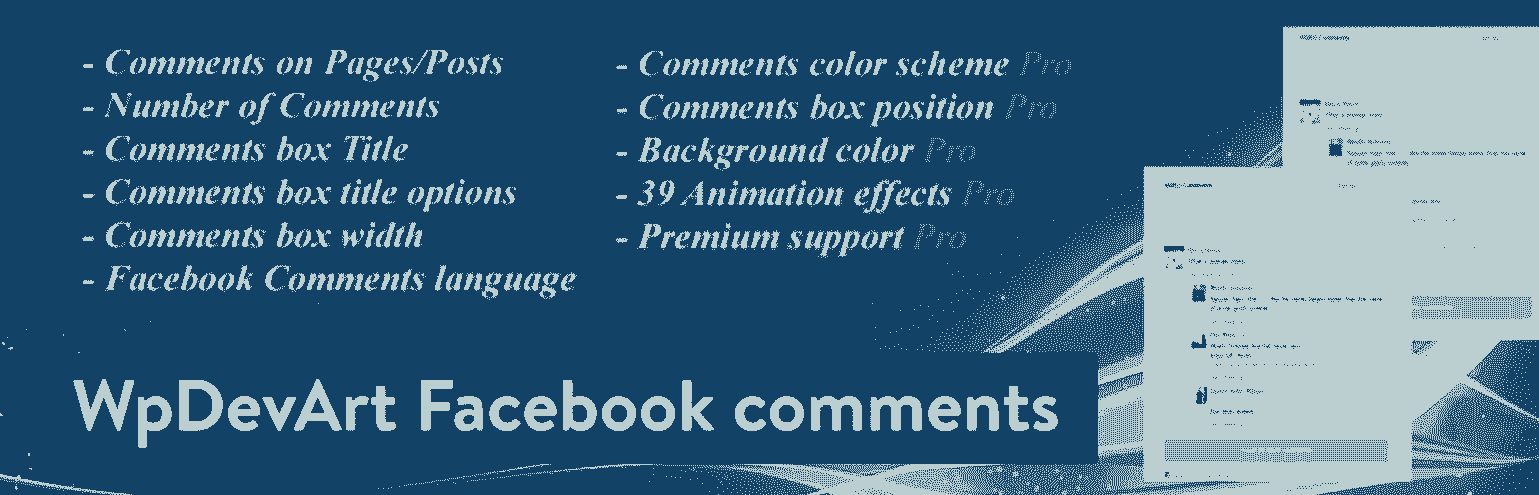 - Comments on Pages/Posts
- Number of Comments
- Comments box Title
- Comments box title options
- Comments box width
- Facebook Comments language
- Comments color scheme Pro
- Comments box position Pro
- Background color Pro
- 39 Animation effects Pro
- Premium support Pro
WpDevArt Facebook comments